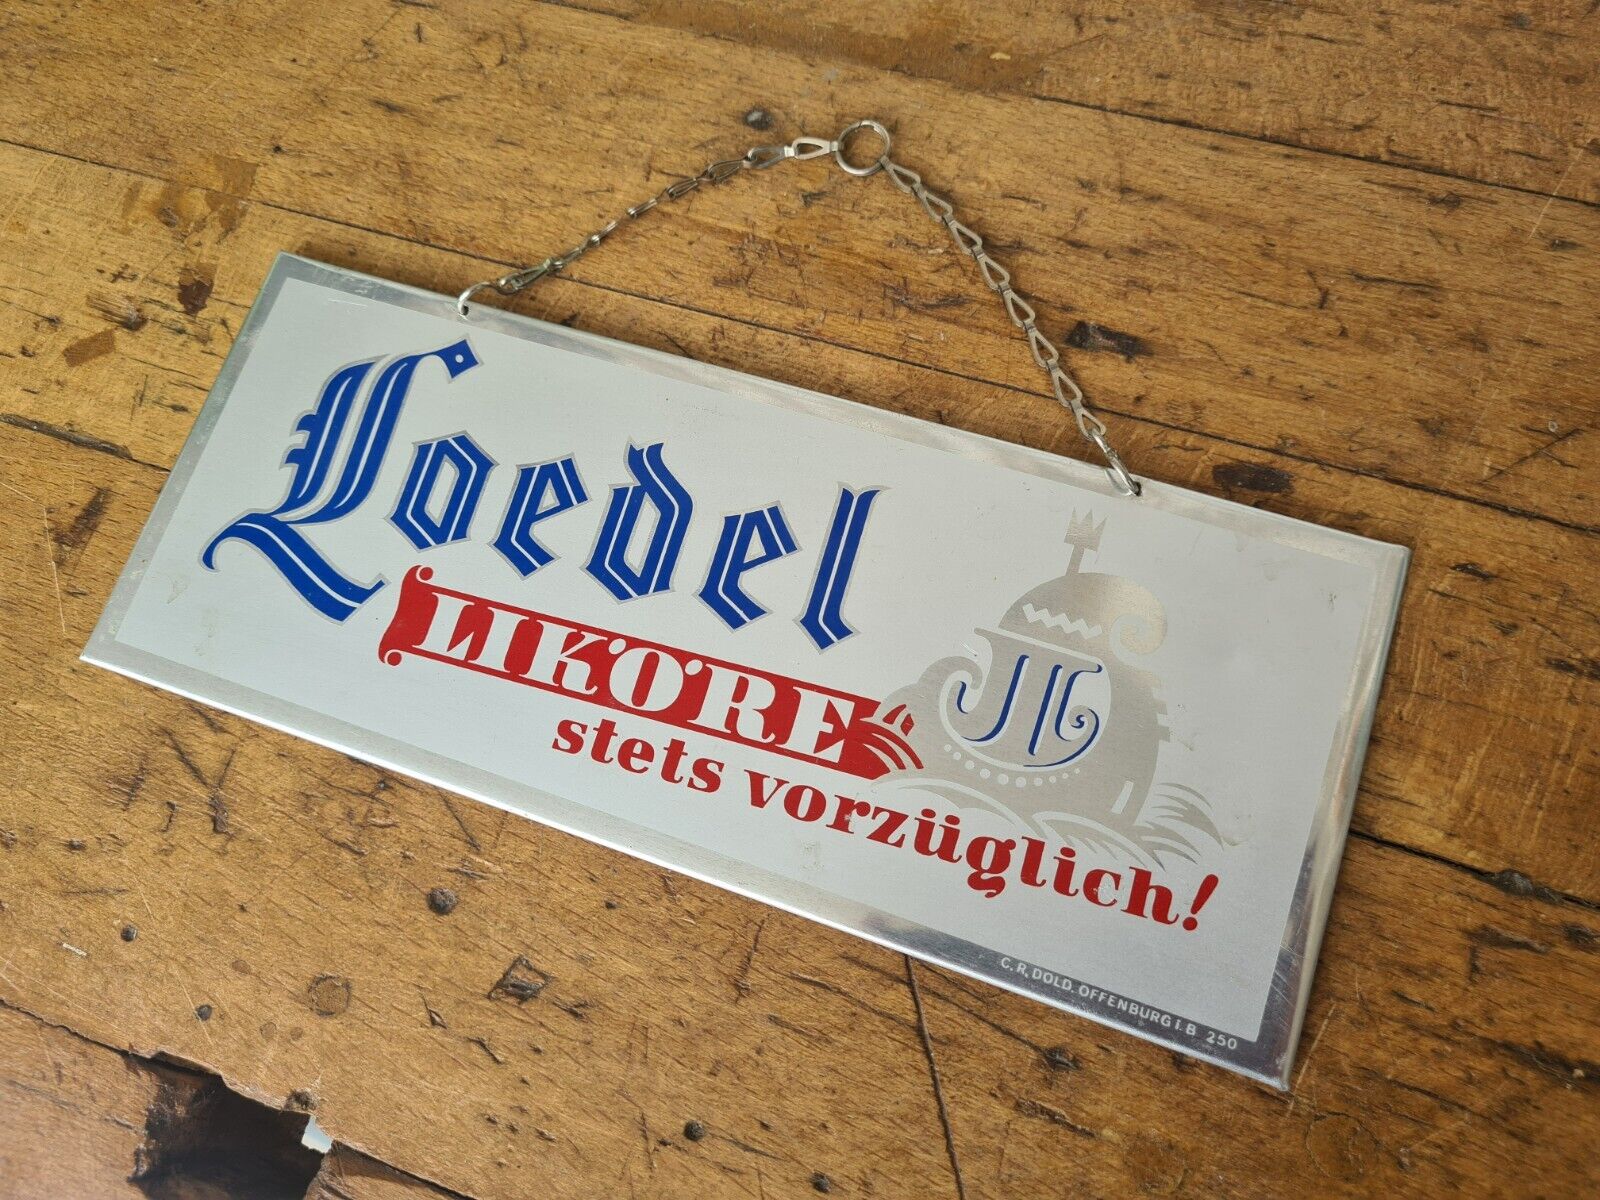 Loedel
LIKÖRE
stets vorzüglich!
C. R. DOLD. OFFENBURG i. B 250